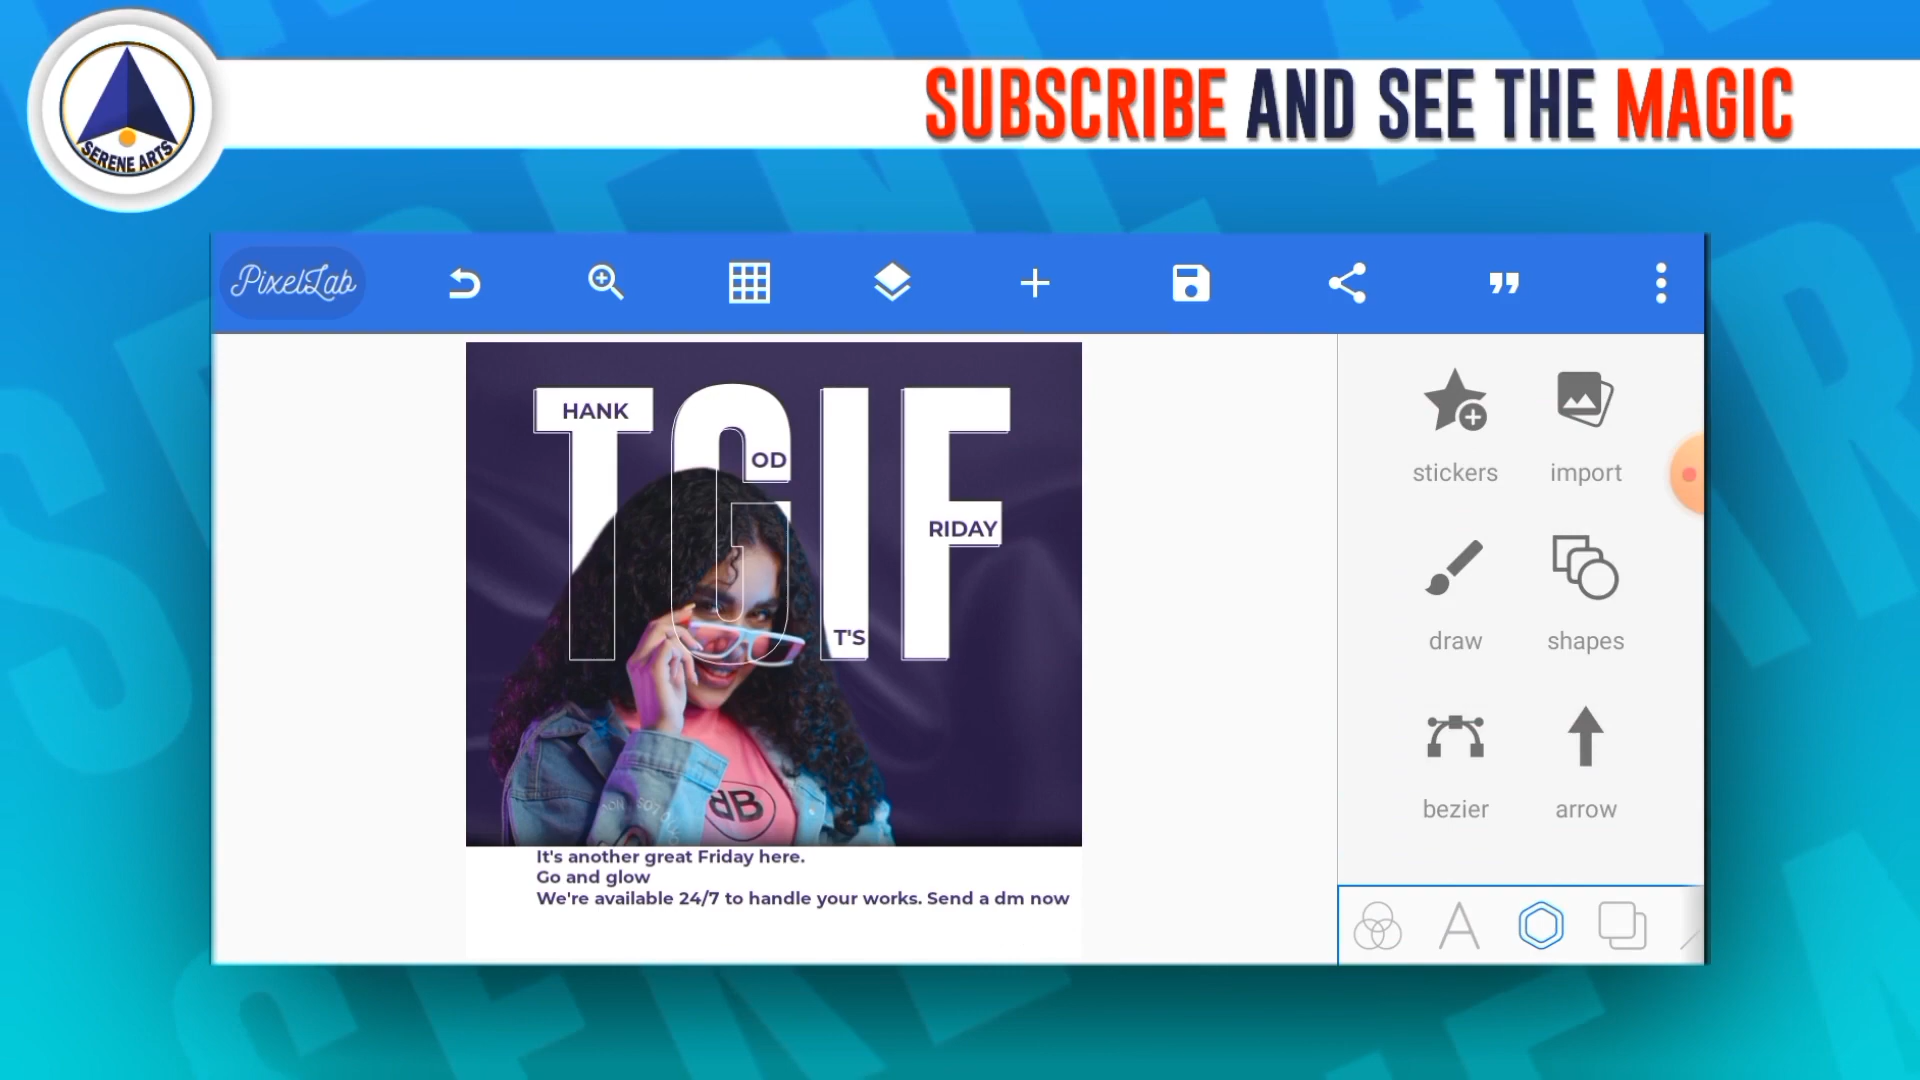 SUBSCRIBE AND SEE THE MAGIC
SERENE ARTS
PixelLab
TGIF
HANK
OD
RIDAY
T'S
BB
It's another great Friday here.
Go and glow
We're available 24/7 to handle your works. Send a dm now
stickers
import
draw
shapes
bezier
arrow